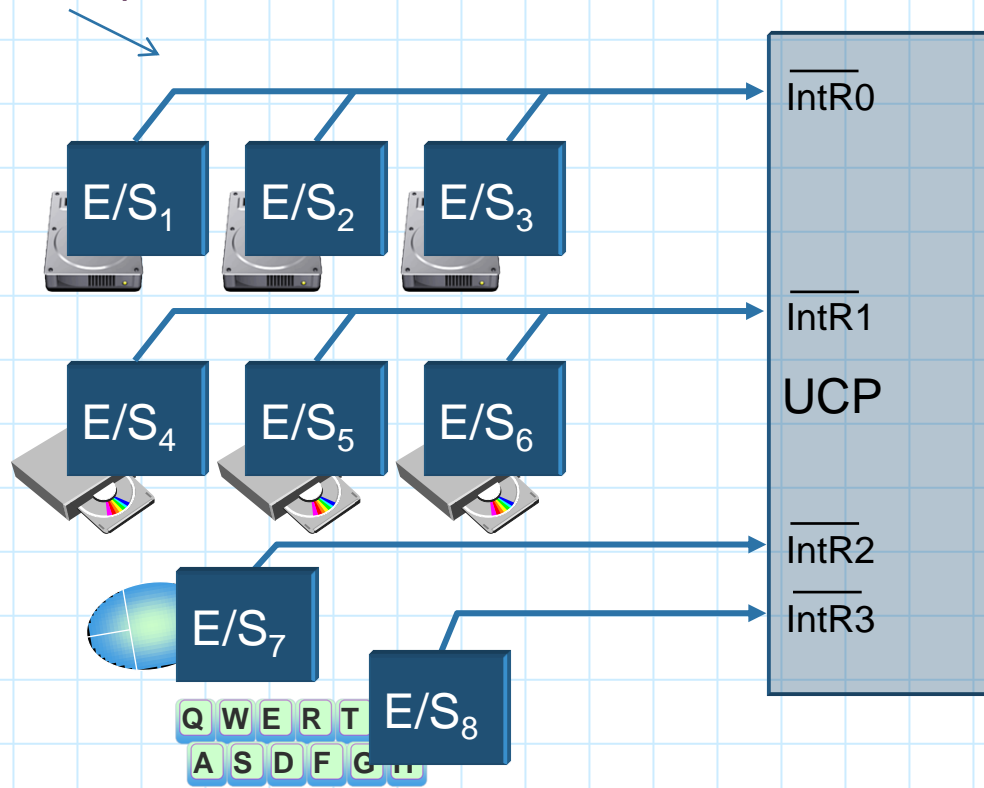 IntR0
E/S1 E/S2 E/S3
IntR1
UCP
E/S4 E/S5 E/S6
IntR2
IntR3
E/S7
E/S8
Q W E R T
A S D F G H